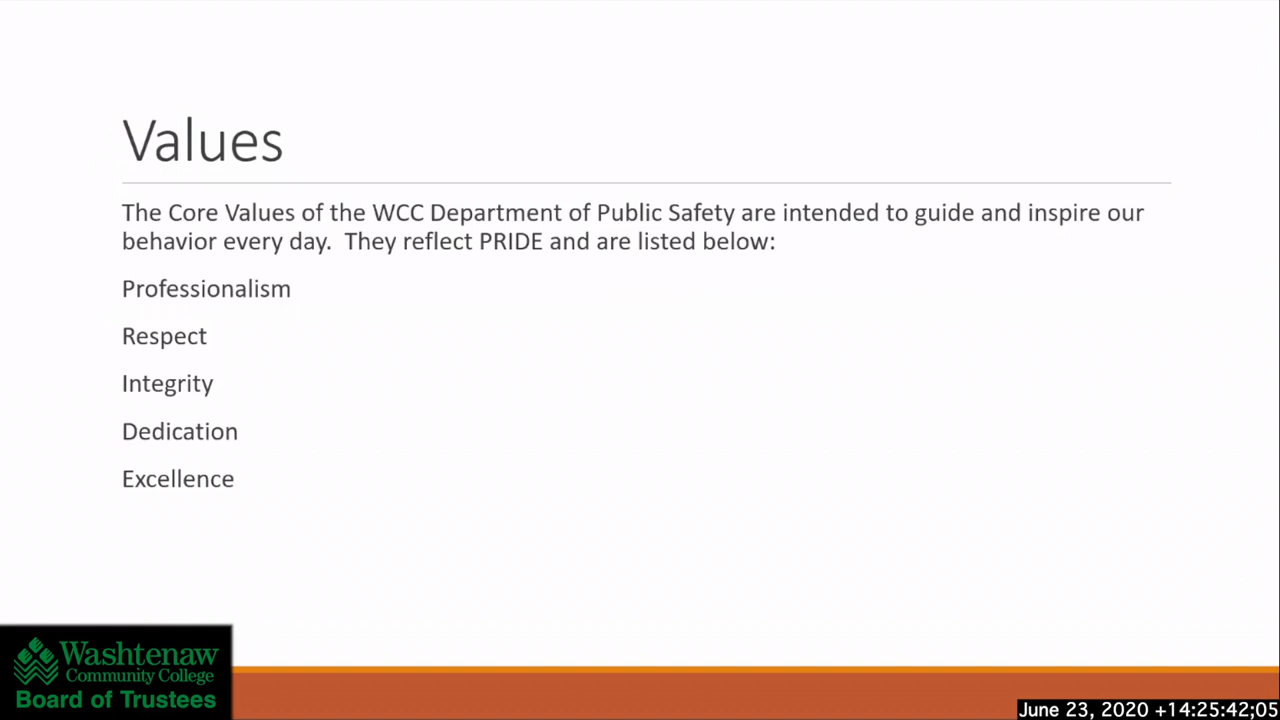 Values
The Core Values of the WCC Department of Public Safety are intended to guide and inspire our
behavior every day.  They reflect PRIDE and are listed below:
Professionalism
Respect
Integrity
Dedication
Excellence
Washtenaw
Community College
Board of Trustees
June 23, 2020 +14:25:42;05